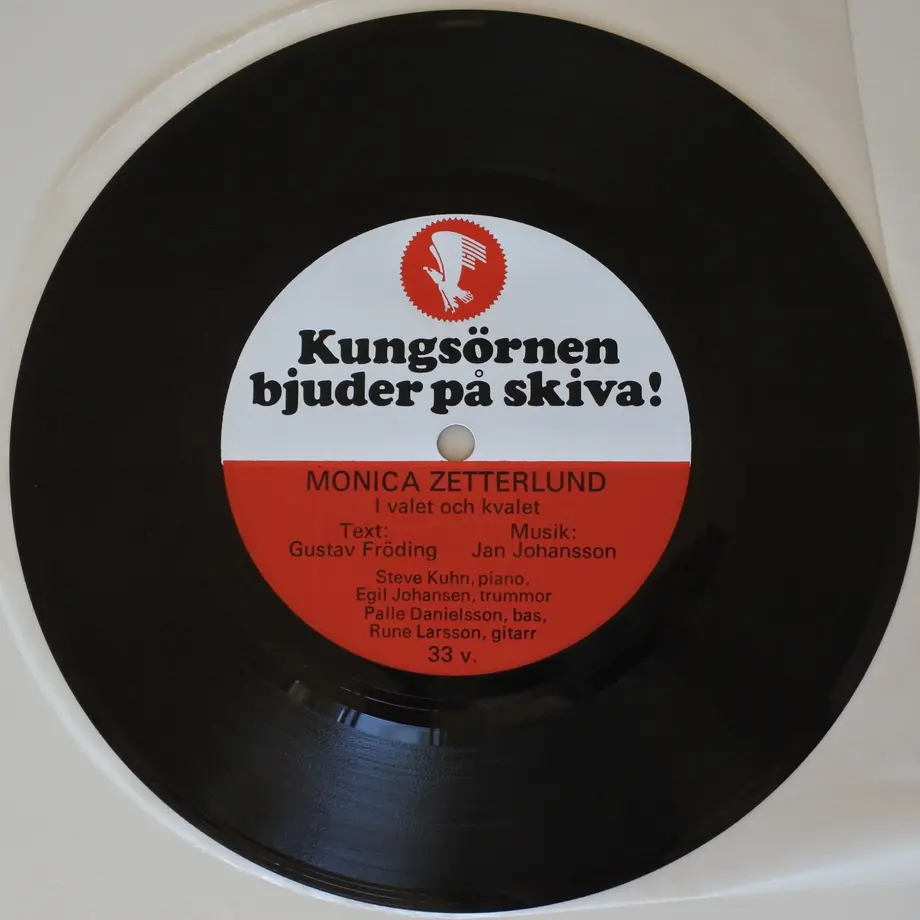 Kungsörnen
bjuder på skiva!
MONICA ZETTERLUND
I valet och kvalet
Text: Musik:
Gustav Fröding Jan Johansson
Steve Kuhn, piano,
Egil Johansen, trummor
Palle Danielsson, bas,
Rune Larsson, gitarr
33 v.